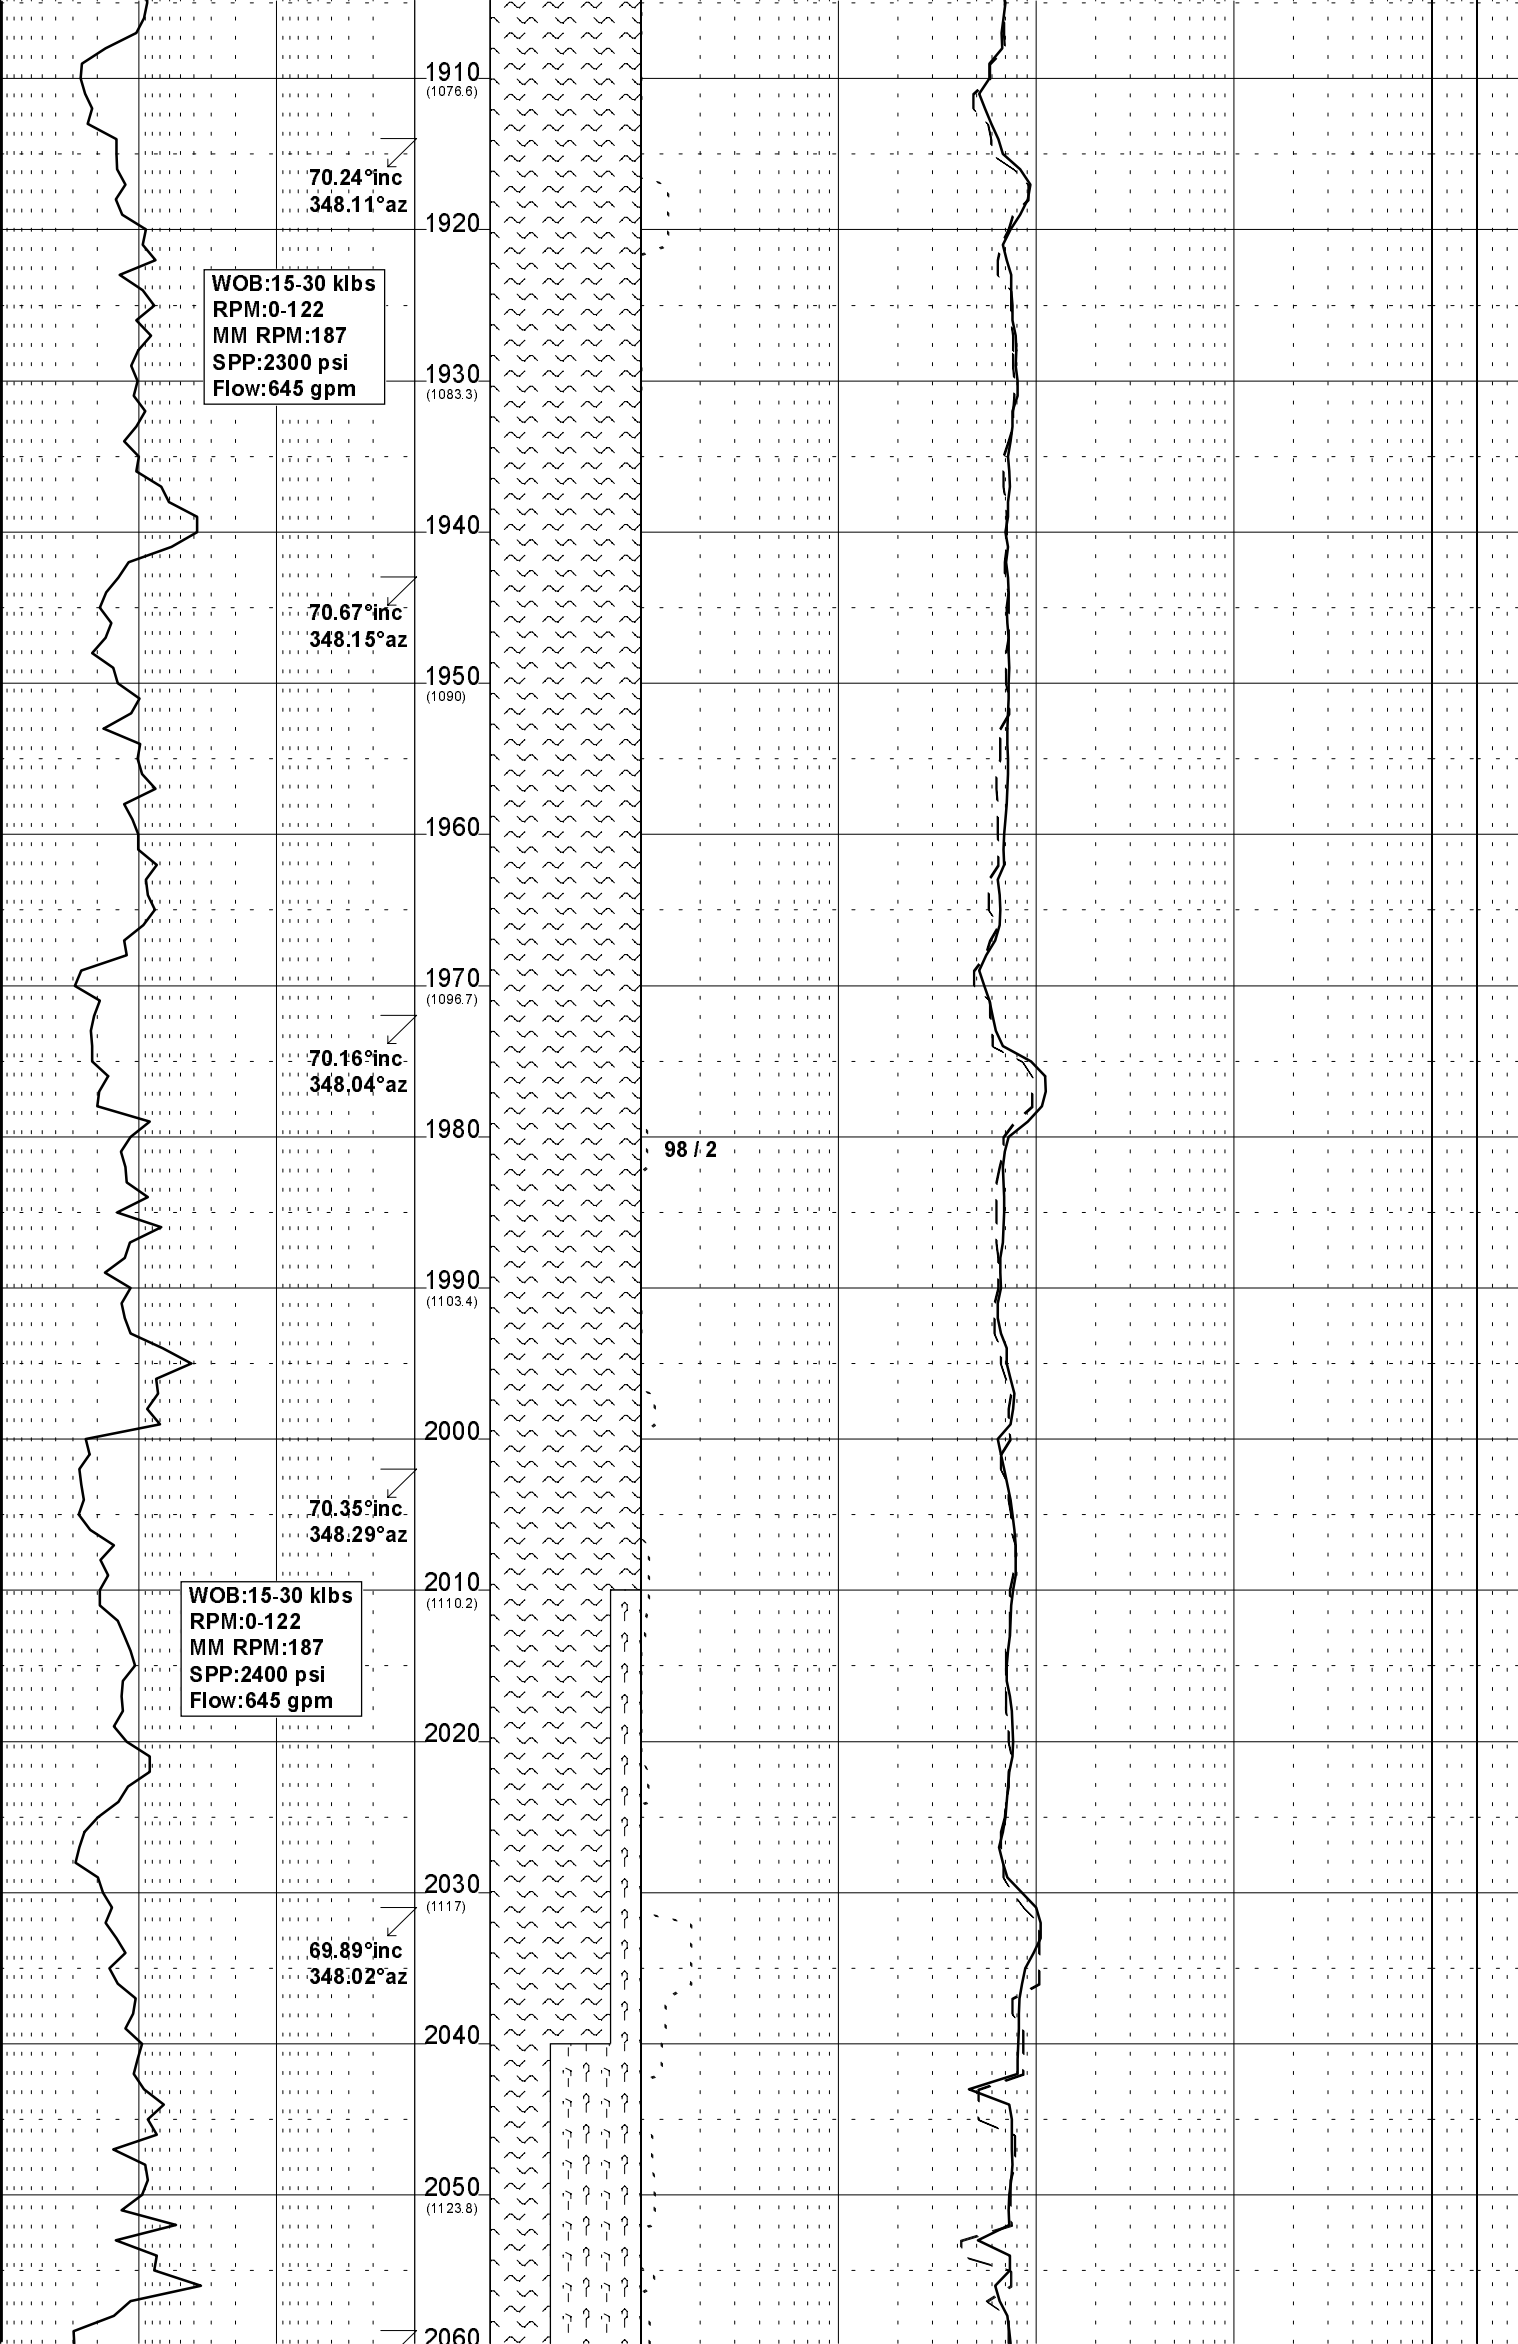 1910
(1076.6)
70.24°inc
348.11°az
1920
WOB:15-30 klbs
RPM:0-122
MM RPM:187
SPP:2300 psi
Flow:645 gpm
1930
(1083.3)
1940
70.67°inc
348.15°az
1950
(1090)
1960
1970
(1096.7)
70.16°inc
348.04°az
1980
98 / 2
1990
(1103.4)
2000
70.35°inc
348.29°az
2010
(1110.2)
WOB:15-30 klbs
RPM:0-122
MM RPM:187
SPP:2400 psi
Flow:645 gpm
2020
2030
(1117)
69.89°inc
348.02°az
2040
2050
(1123.8)
2060